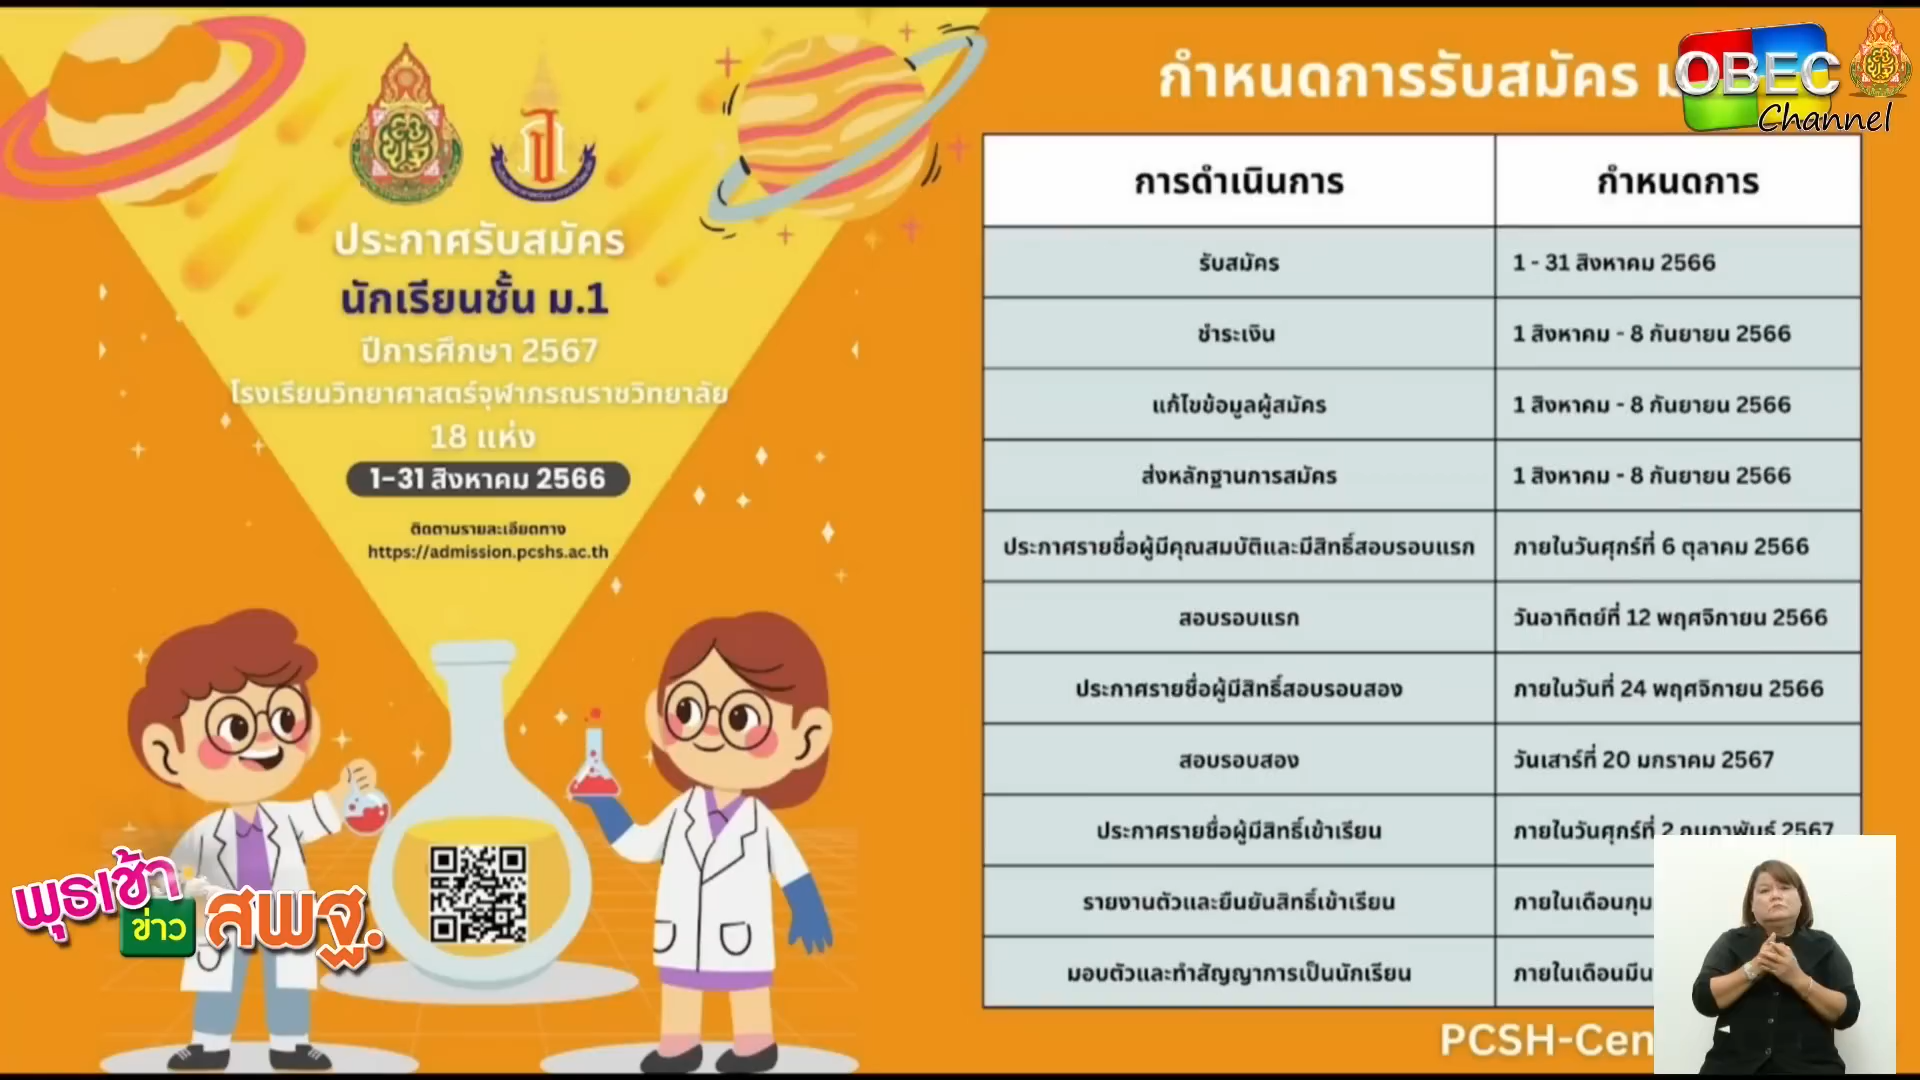 ประกาศรับสมัคร
นักเรียนชั้น ม.1
ปีการศึกษา 2567
โรงเรียนวิทยาศาสตร์จุฬาภรณราชวิทยาลัย
18 แห่ง
1-31 สิงหาคม 2566
ติดตามรายละเอียดทาง
https://admission.pcshs.ac.th
พุธเช้า
ข่าว
สพฐ.
กำหนดการรับสมัคร
OBEC
Channel
การดำเนินการ กำหนดการ
รับสมัคร 1 - 31 สิงหาคม 2566
ชำระเงิน 1 สิงหาคม - 8 กันยายน 2566
แก้ไขข้อมูลผู้สมัคร 1 สิงหาคม - 8 กันยายน 2566
ส่งหลักฐานการสมัคร 1 สิงหาคม - 8 กันยายน 2566
ประกาศรายชื่อผู้มีคุณสมบัติและมีสิทธิ์สอบรอบแรก ภายในวันศุกร์ที่ 6 ตุลาคม 2566
สอบรอบแรก วันอาทิตย์ที่ 12 พฤศจิกายน 2566
ประกาศรายชื่อผู้มีสิทธิ์สอบรอบสอง ภายในวันที่ 24 พฤศจิกายน 2566
สอบรอบสอง วันเสาร์ที่ 20 มกราคม 2567
ประกาศรายชื่อผู้มีสิทธิ์เข้าเรียน ภายในวันศุกร์ที่ 2 กุมภาพันธ์ 2567
รายงานตัวและยืนยันสิทธิ์เข้าเรียน ภายในเดือนกุม
มอบตัวและทำสัญญาการเป็นนักเรียน ภายในเดือนมีน
PCSH-Cen